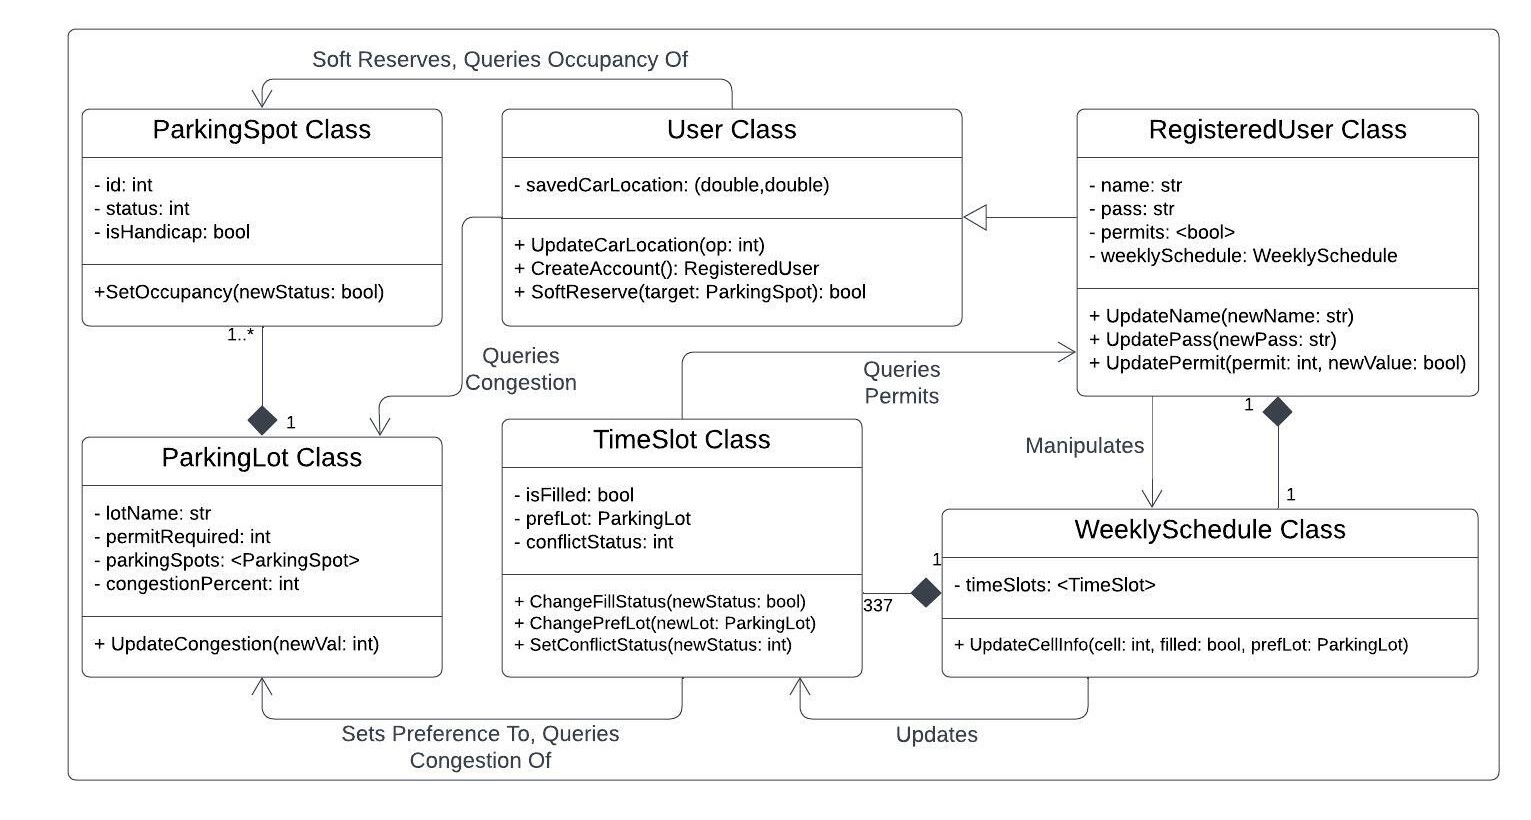 Soft Reserves, Queries Occupancy Of
ParkingSpot Class
- id: int
- status: int
- isHandicap: bool
+SetOccupancy(newStatus: bool)
User Class
- savedCarLocation: (double,double)
+ UpdateCarLocation(op: int)
+ CreateAccount(): RegisteredUser
+ SoftReserve(target: ParkingSpot): bool
RegisteredUser Class
- name: str
- pass: str
- permits: <bool>
- weeklySchedule: WeeklySchedule
+ UpdateName(newName: str)
+ UpdatePass(newPass: str)
+ UpdatePermit(permit: int, newValue: bool)
1..*
1
Queries
Congestion
Queries
Permits
1
Manipulates
1
ParkingLot Class
- lotName: str
- permitRequired: int
- parkingSpots: <ParkingSpot>
- congestionPercent: int
+ UpdateCongestion(newVal: int)
TimeSlot Class
- isFilled: bool
- prefLot: ParkingLot
- conflictStatus: int
+ ChangeFillStatus(newStatus: bool)
+ ChangePrefLot(newLot: ParkingLot)
+ SetConflictStatus(newStatus: int)
337
1
WeeklySchedule Class
- timeSlots: <TimeSlot>
+ UpdateCellInfo(cell: int, filled: bool, prefLot: ParkingLot)
Sets Preference To, Queries
Congestion Of
Updates